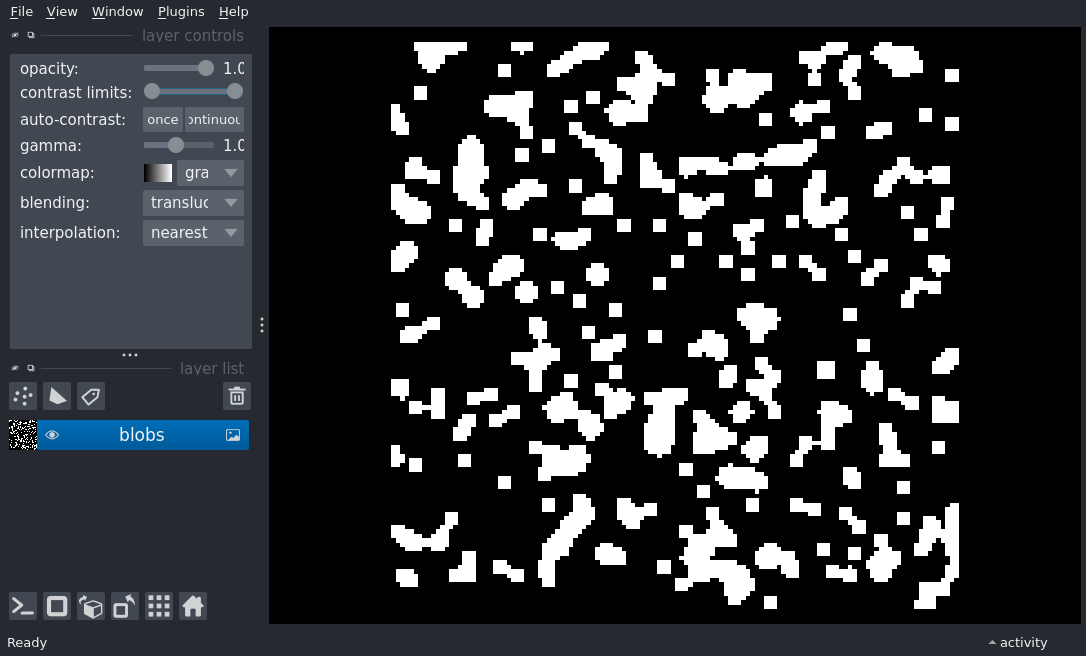 File View Window Plugins Help
layer controls
opacity: 1.0
contrast limits:
auto-contrast: once ontinuou
gamma: 1.0
colormap: gra
blending: transluc
interpolation: nearest
layer list
blobs
Ready
activity